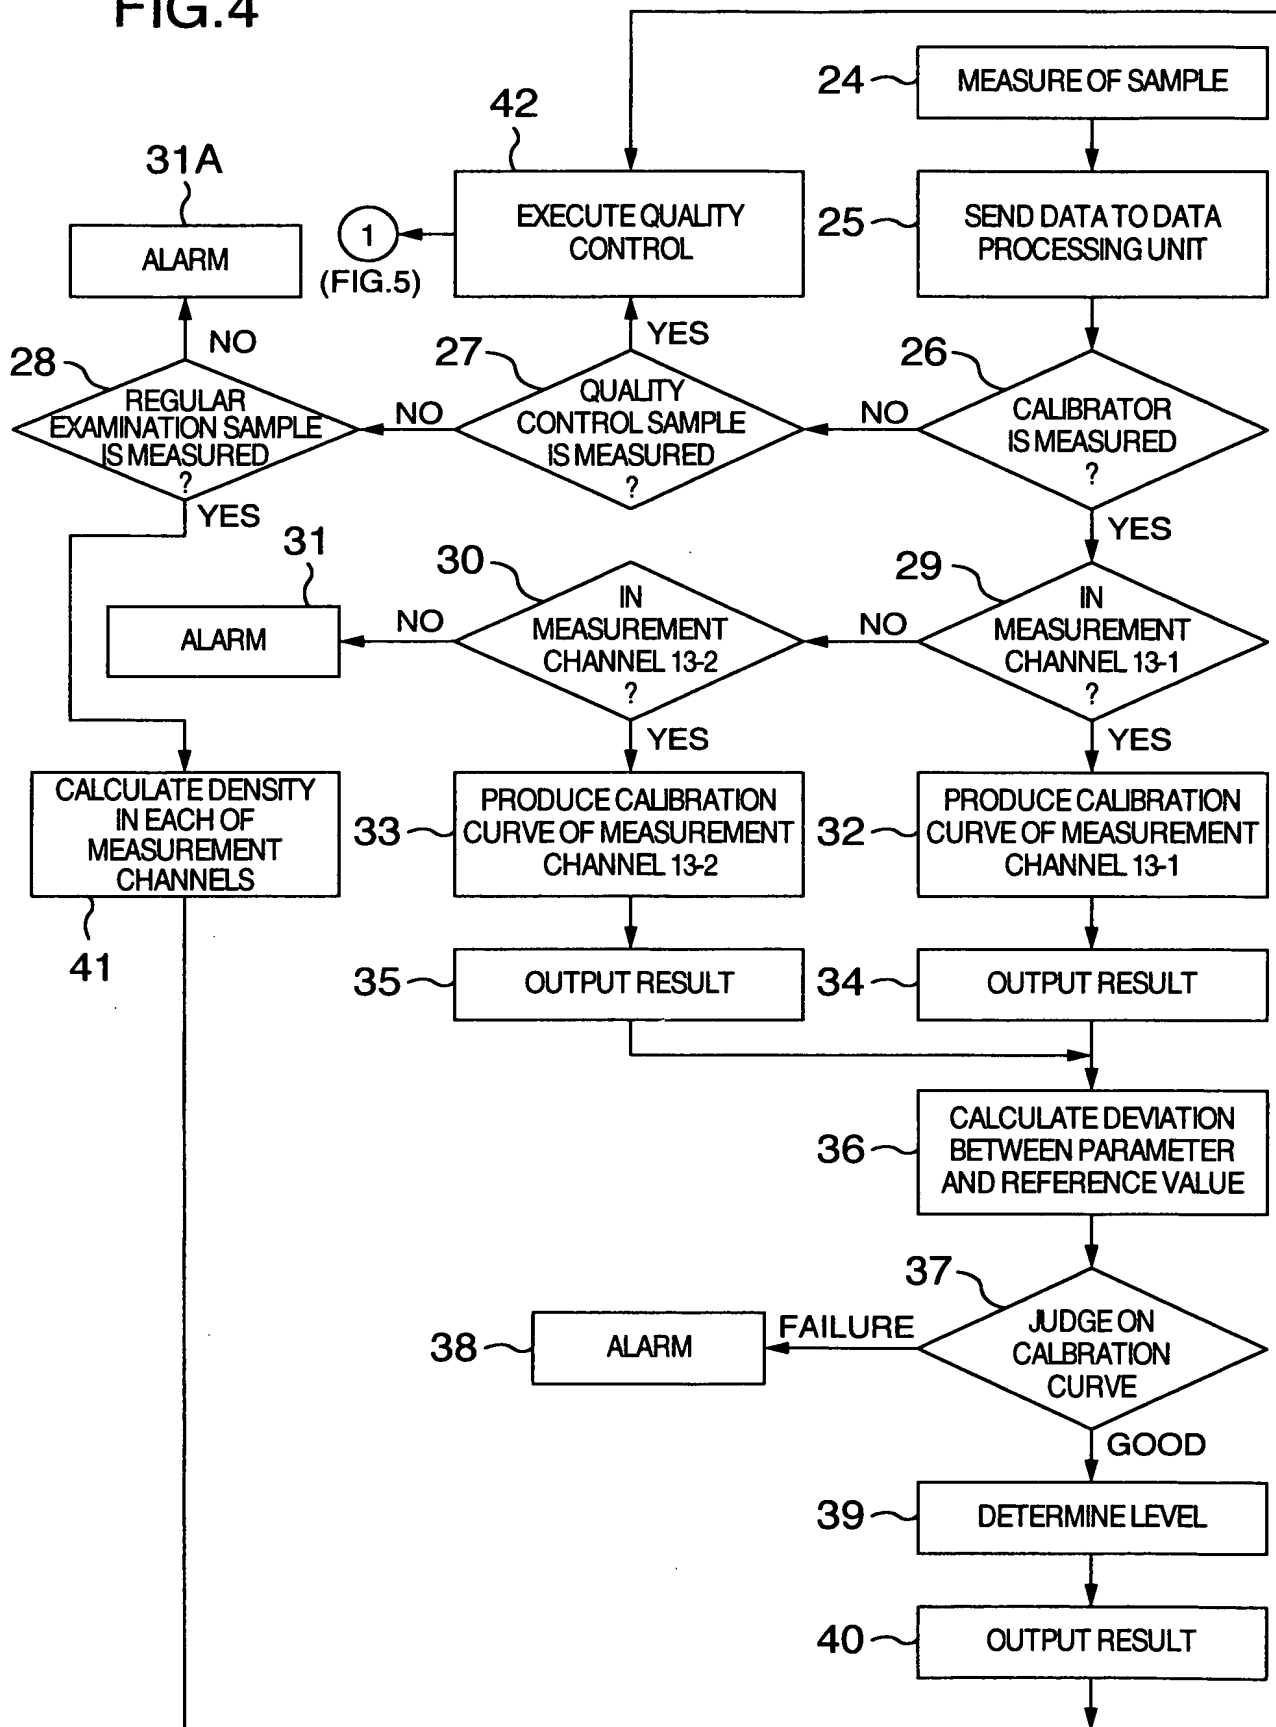 FIG.4
24
MEASURE OF SAMPLE
42
31A
EXECUTE QUALITY
CONTROL
25
SEND DATA TO DATA
PROCESSING UNIT
1
(FIG.5)
ALARM
NO
YES
28
REGULAR
EXAMINATION SAMPLE
IS MEASURED
?
NO
27
QUALITY
CONTROL SAMPLE
IS MEASURED
?
NO
26
CALIBRATOR
IS MEASURED
?
YES
YES
31
ALARM
NO
30
IN
MEASUREMENT
CHANNEL 13-2
?
NO
29
IN
MEASUREMENT
CHANNEL 13-1
?
YES
YES
CALCULATE DENSITY
IN EACH OF
MEASUREMENT
CHANNELS
41
33
PRODUCE CALIBRATION
CURVE OF MEASUREMENT
CHANNEL 13-2
32
PRODUCE CALIBRATION
CURVE OF MEASUREMENT
CHANNEL 13-1
35
OUTPUT RESULT
34
OUTPUT RESULT
36
CALCULATE DEVIATION
BETWEEN PARAMETER
AND REFERENCE VALUE
37
JUDGE ON
CALBRATION
CURVE
FAILURE
38
ALARM
GOOD
39
DETERMINE LEVEL
40
OUTPUT RESULT